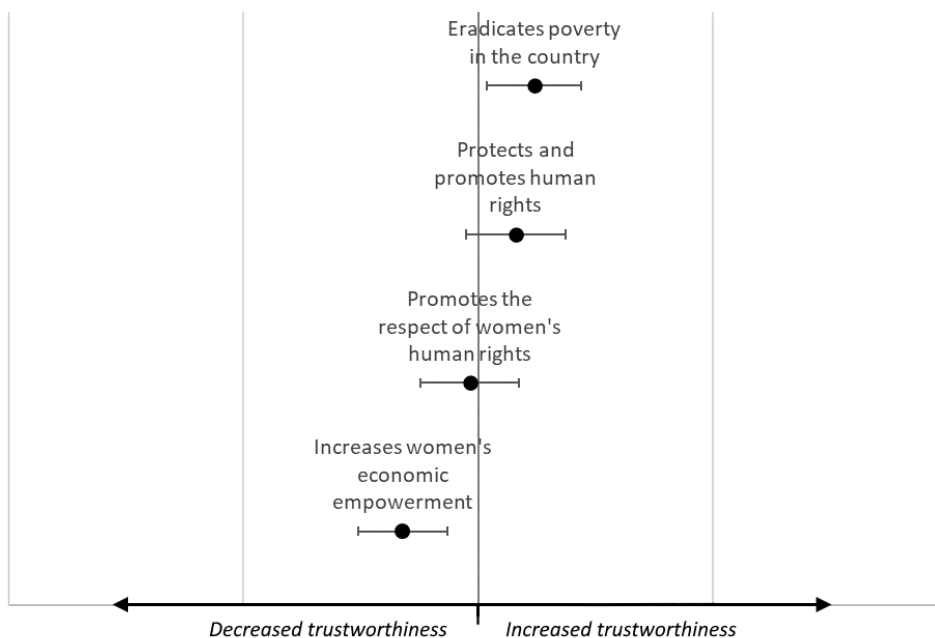 Eradicates poverty
in the country
Protects and
promotes human
rights
Promotes the
respect of women's
human rights
Increases women's
economic
empowerment
Decreased trustworthiness
Increased trustworthiness